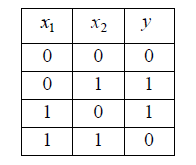 x₁ x₂ y
0 0 0
0 1 1
1 0 1
1 1 0